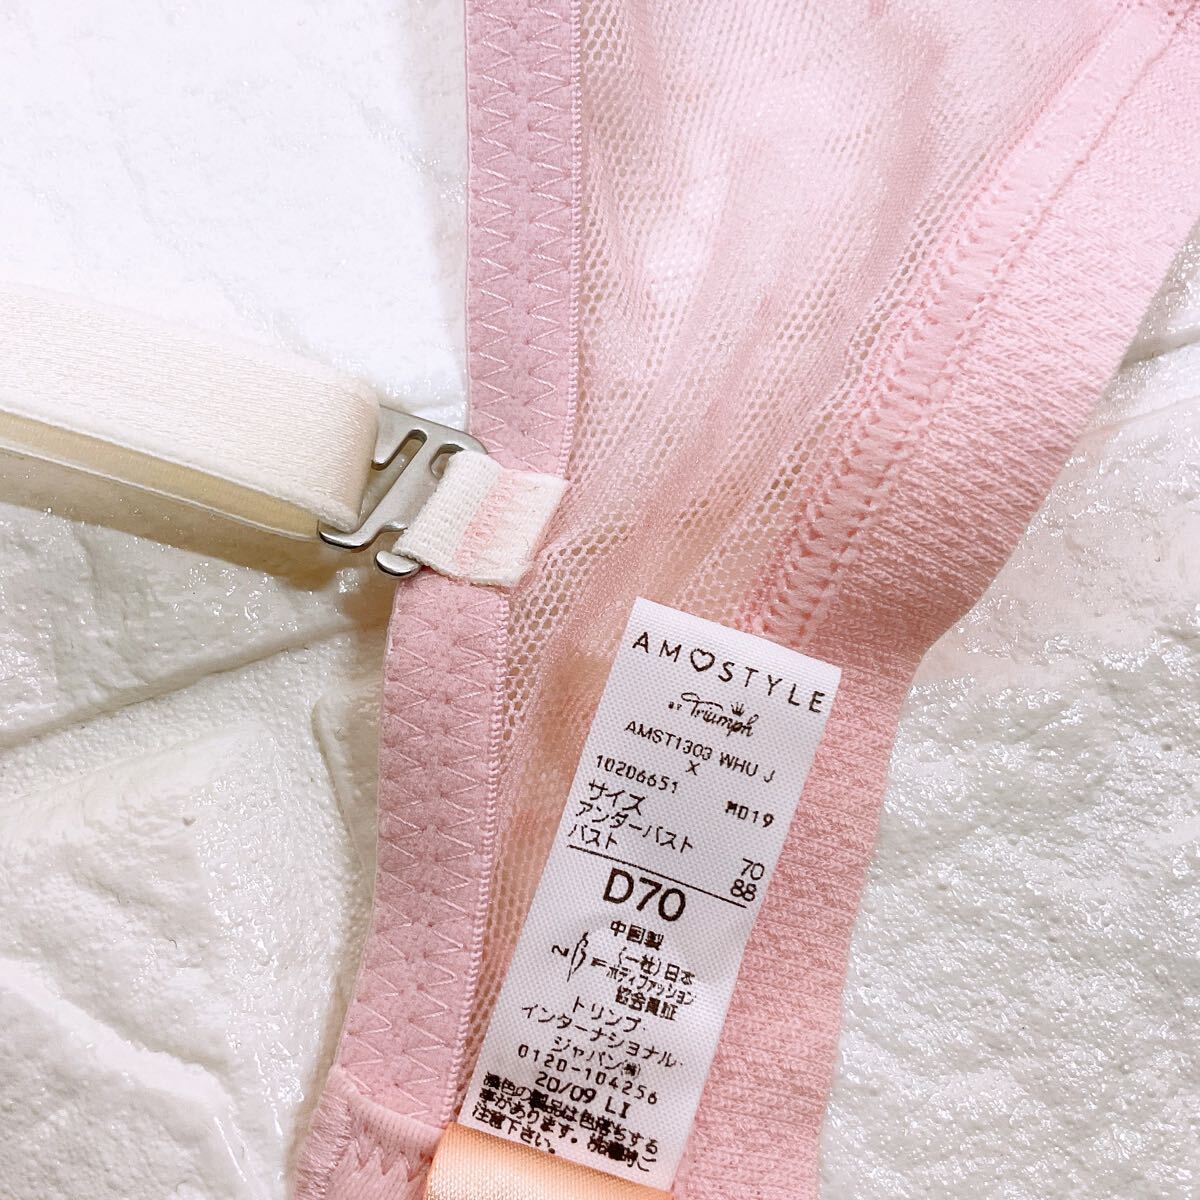 AM♡STYLE
BY Triumph
AMST1303 WHU J
X
10206651 MD19
サイズ
アンダーバスト 70
バスト 88
D70
中国製
(一社)日本
ボディファッション
協会員証
トリンプ・
インターナショナル・
ジャパン㈱
0120-104256
20/09 LI
濃色の製品は色落ちする
事があります。洗濯時ご
注意下さい。